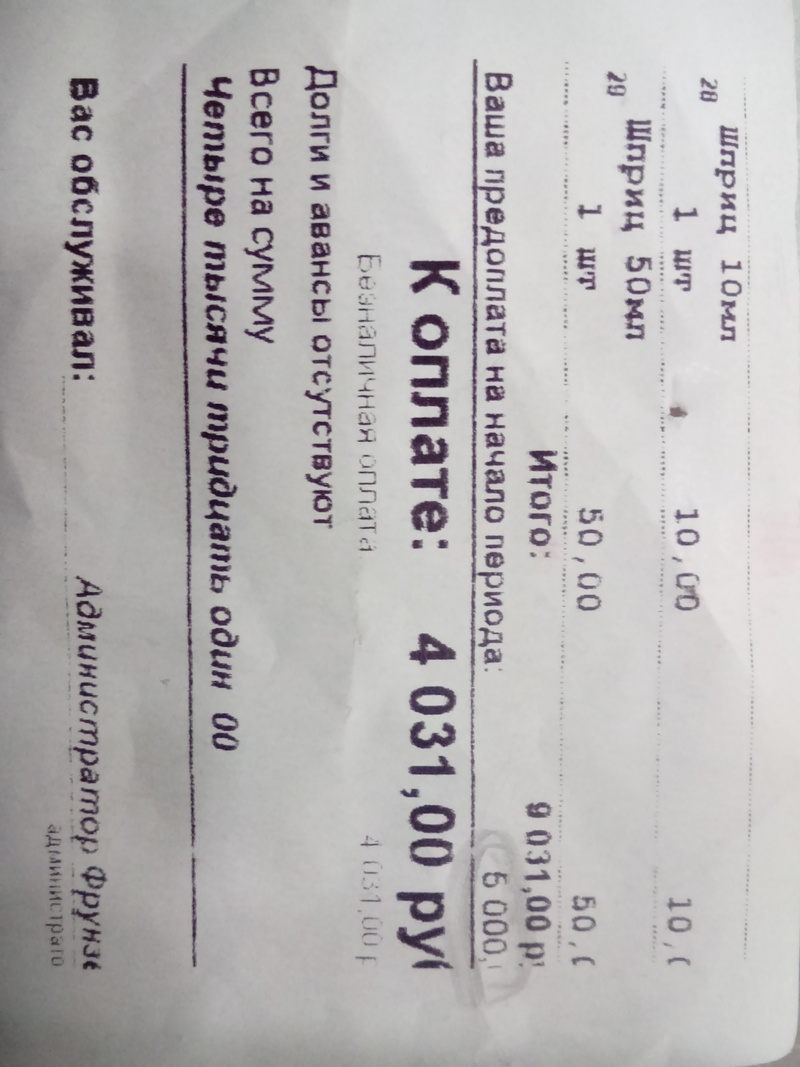 28 Шприц 10мл
1 шт 10,00 10,0
29 Шприц 50мл
1 шт 50,00 50,0
Итого: 9 031,00 р
Ваша предоплата на начало периода: 5 000,
К оплате: 4 031,00 руб
Безналичная оплата 4 031,00 р
Долги и авансы отсутствуют
Всего на сумму
Четыре тысячи тридцать один 00
Вас обслуживал: Администратор Фрунзе
администрато